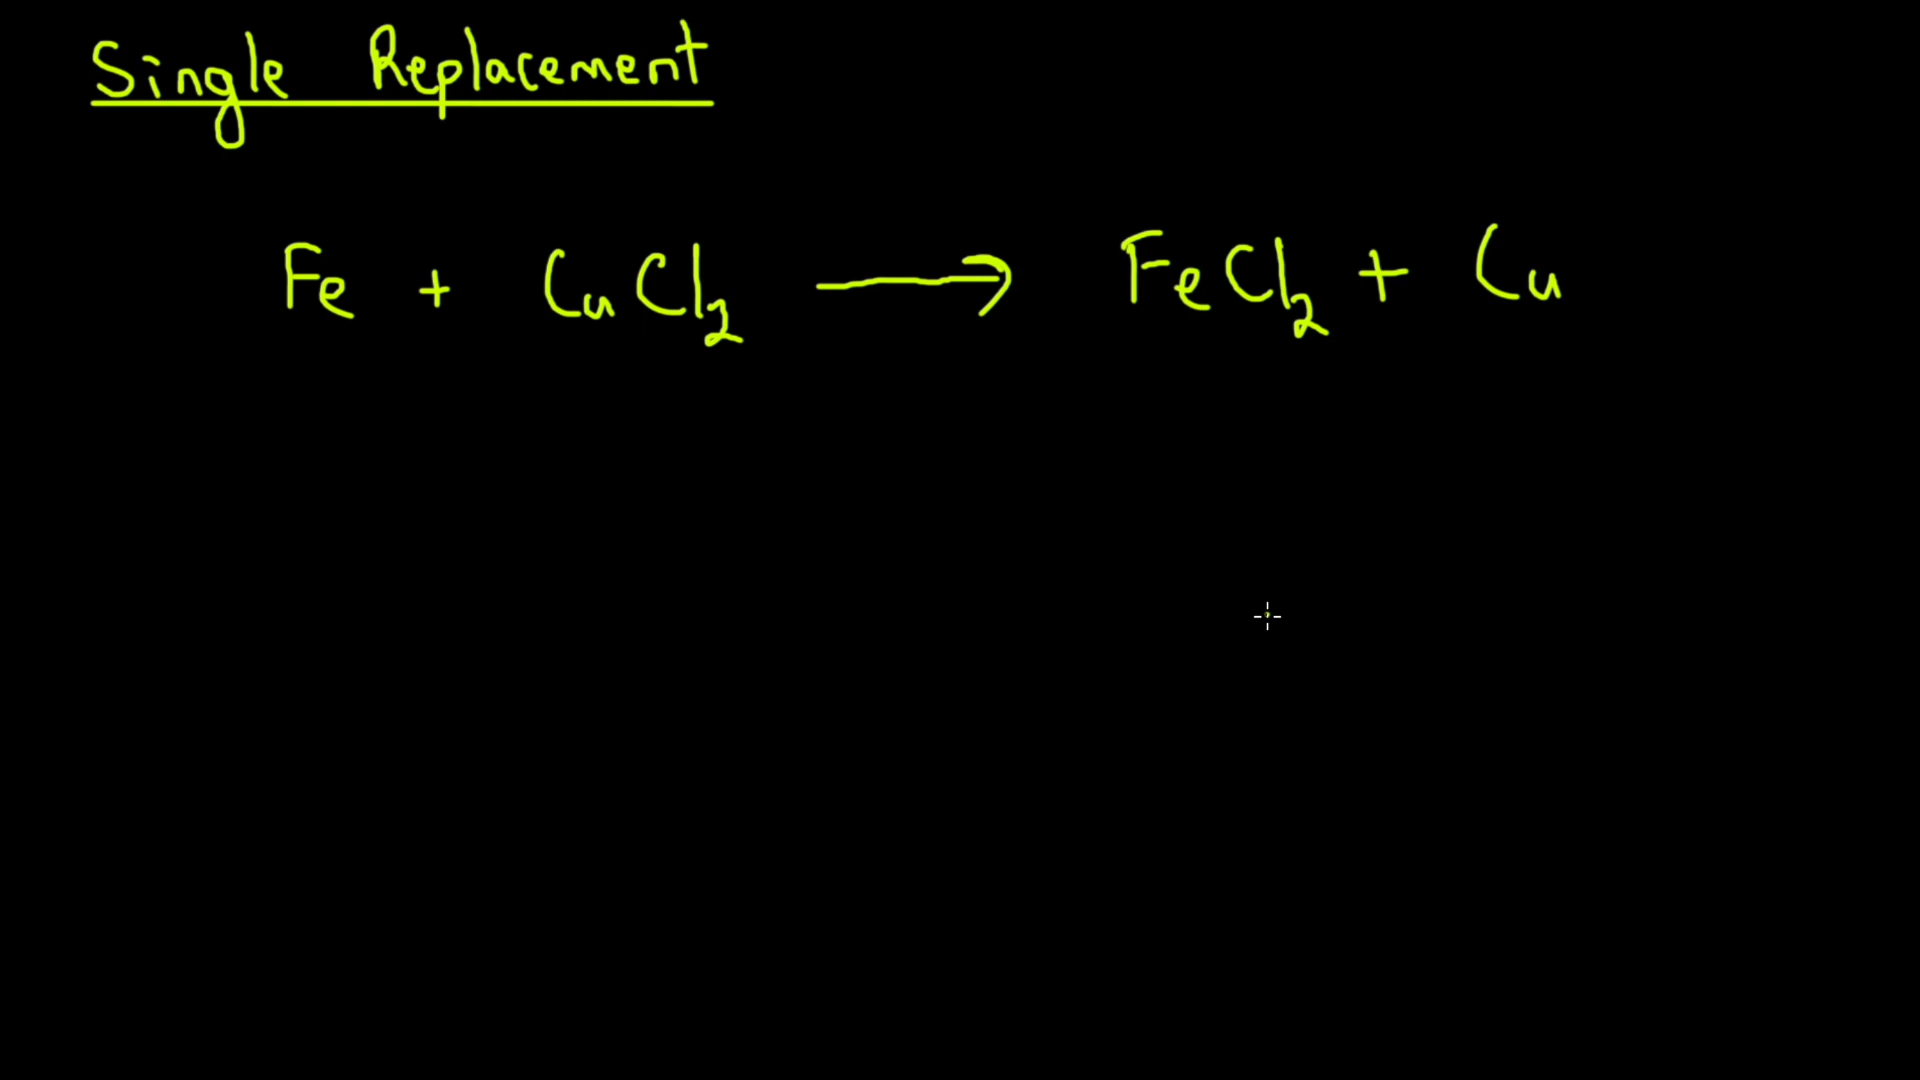 Single Replacement
Fe + CuCl₂ → FeCl₂ + Cu